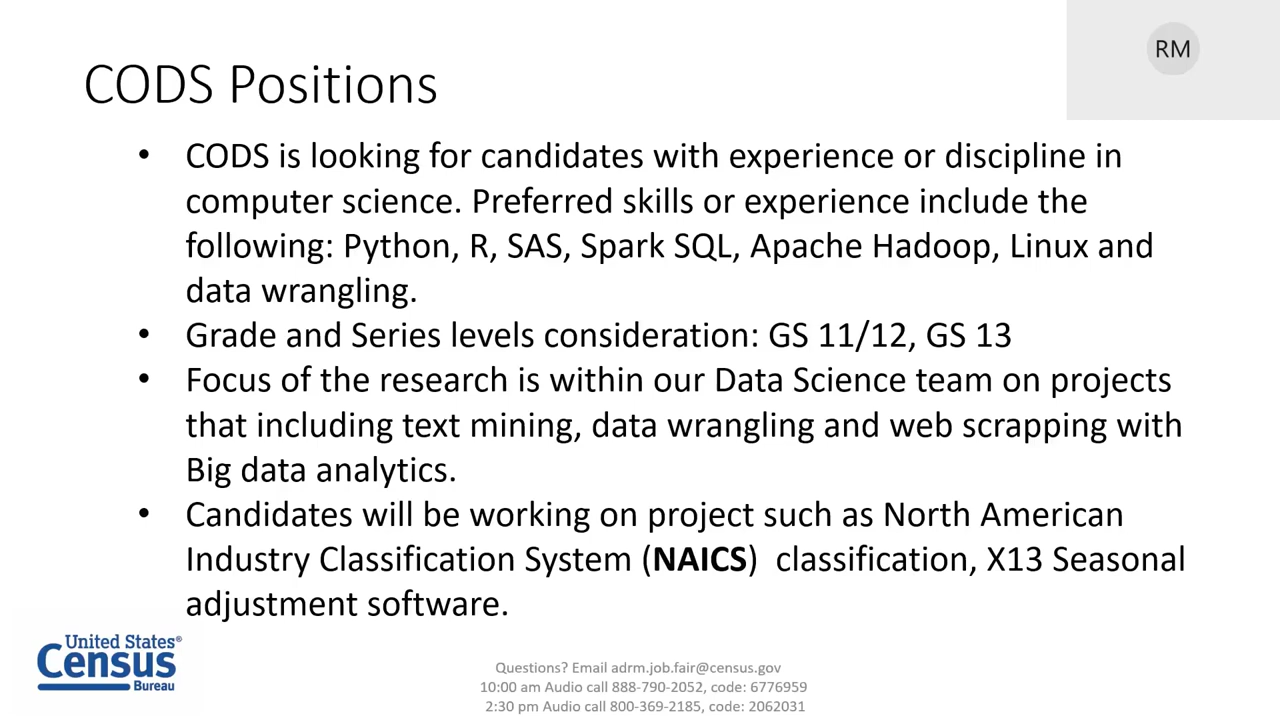 RM
CODS Positions
• CODS is looking for candidates with experience or discipline in
computer science. Preferred skills or experience include the
following: Python, R, SAS, Spark SQL, Apache Hadoop, Linux and
data wrangling.
• Grade and Series levels consideration: GS 11/12, GS 13
• Focus of the research is within our Data Science team on projects
that including text mining, data wrangling and web scrapping with
Big data analytics.
• Candidates will be working on project such as North American
Industry Classification System (NAICS) classification, X13 Seasonal
adjustment software.
United States®
Census
Bureau
Questions? Email adrm.job.fair@census.gov
10:00 am Audio call 888-790-2052, code: 6776959
2:30 pm Audio call 800-369-2185, code: 2062031